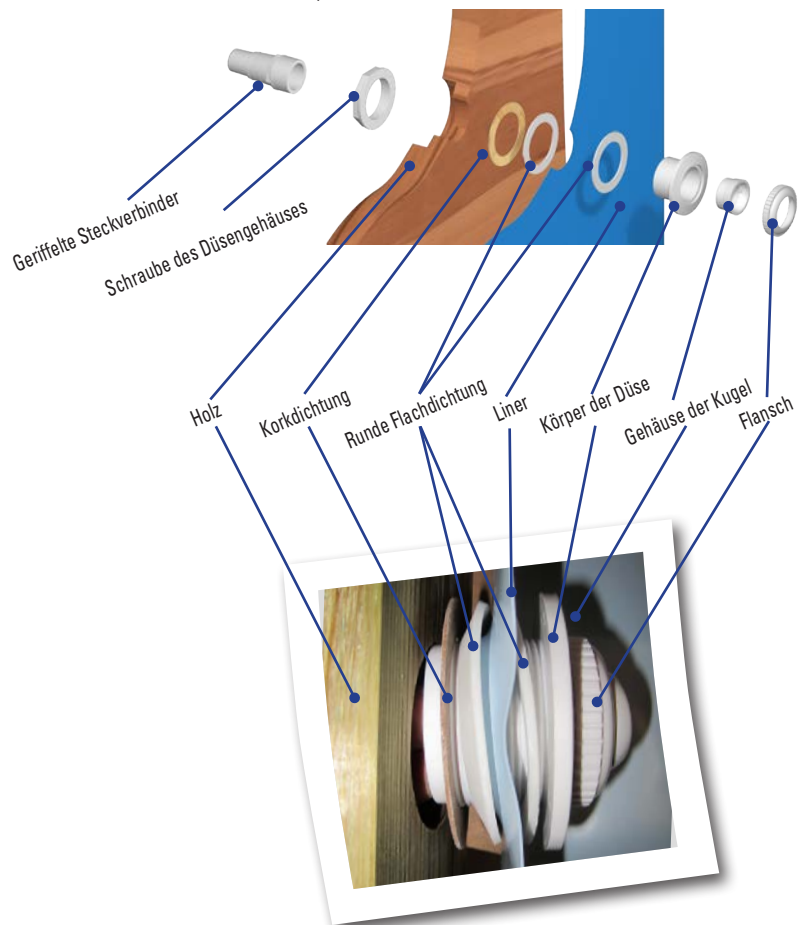 Geriffelte Steckverbinder
Schraube des Düsengehäuses
Holz
Korkdichtung
Runde Flachdichtung
Liner
Körper der Düse
Gehäuse der Kugel
Flansch